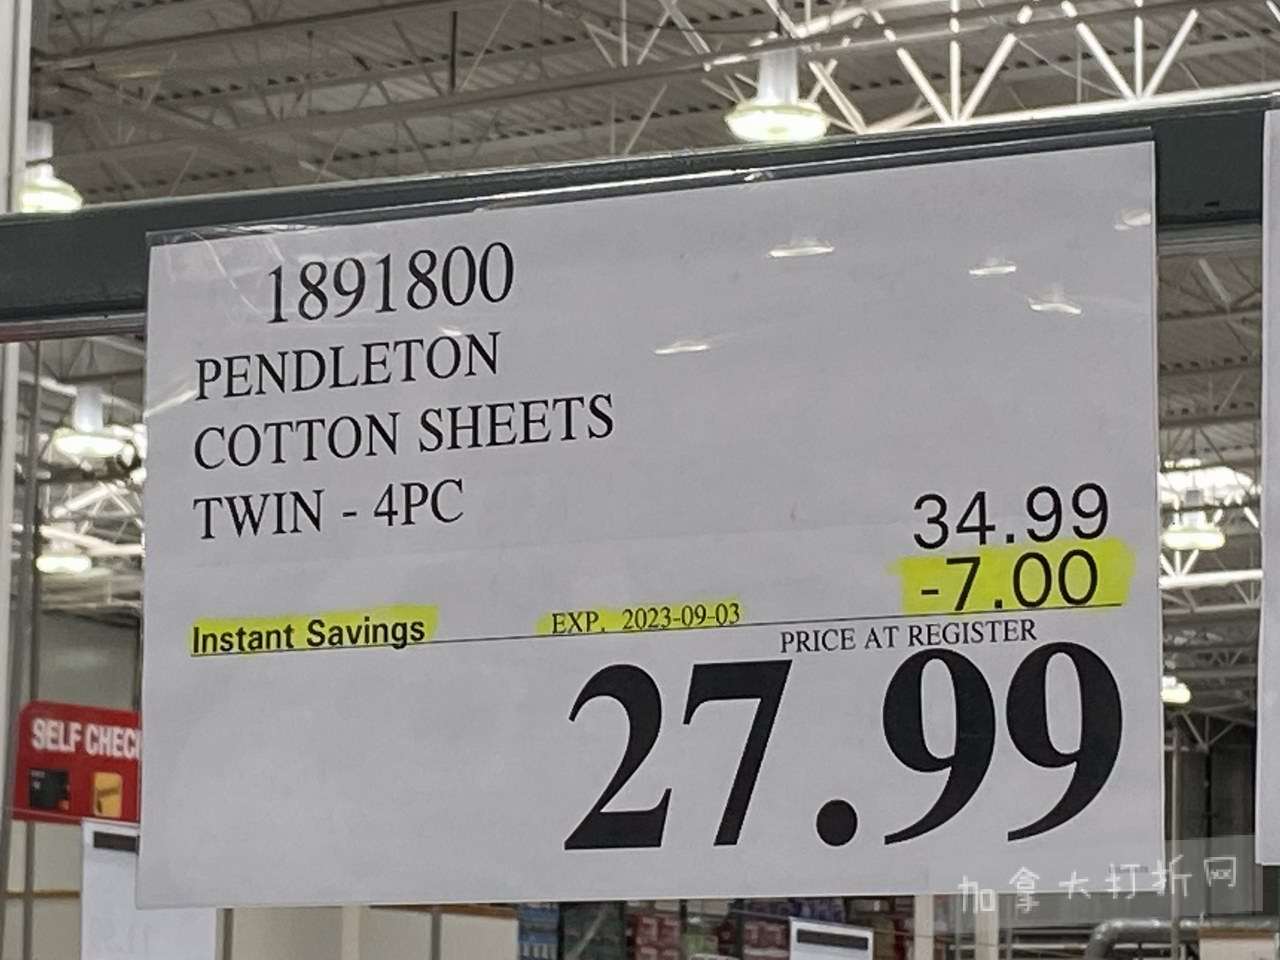 1891800
PENDLETON
COTTON SHEETS
TWIN - 4PC
34.99
-7.00
Instant Savings EXP. 2023-09-03
PRICE AT REGISTER
27.99
SELF CHEC
加拿大打折网